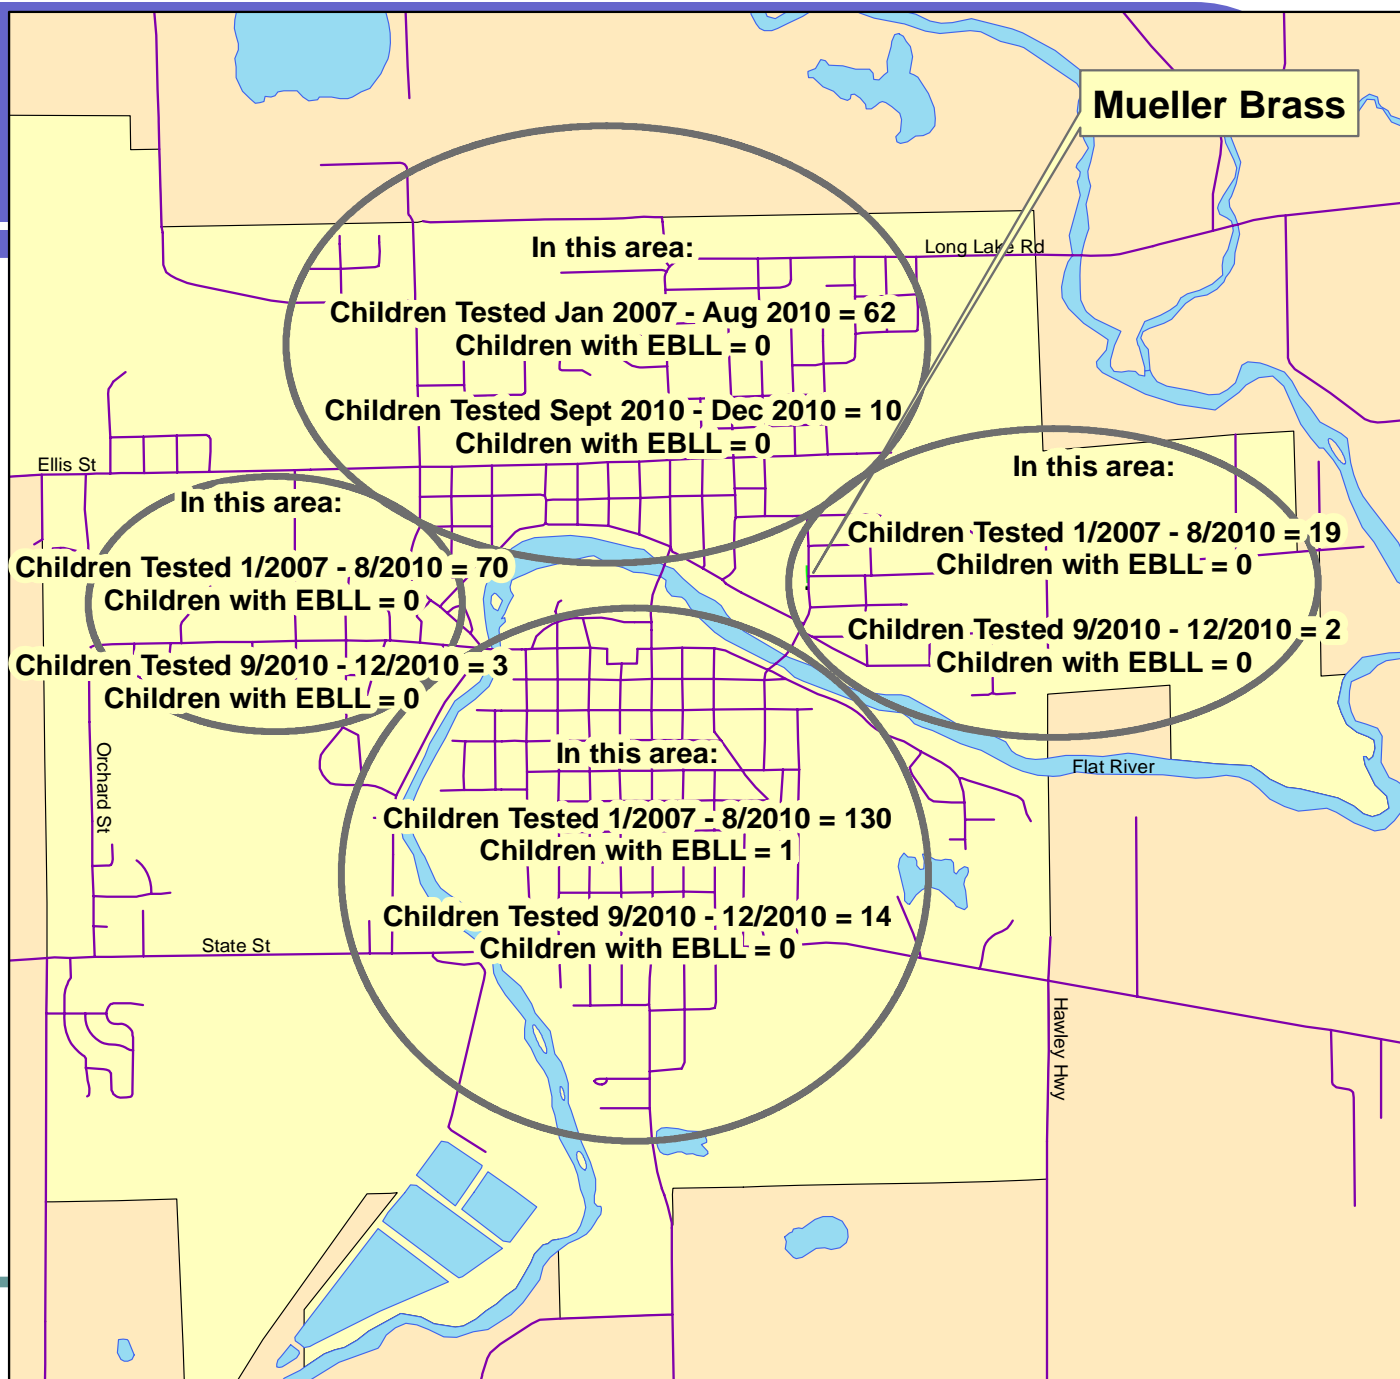 Mueller Brass
In this area:
Long Lake Rd
Children Tested Jan 2007 - Aug 2010 = 62
Children with EBLL = 0
Children Tested Sept 2010 - Dec 2010 = 10
Children with EBLL = 0
Ellis St
In this area:
Children Tested 1/2007 - 8/2010 = 70
Children with EBLL = 0
Children Tested 9/2010 - 12/2010 = 3
Children with EBLL = 0
In this area:
Children Tested 1/2007 - 8/2010 = 19
Children with EBLL = 0
Children Tested 9/2010 - 12/2010 = 2
Children with EBLL = 0
Orchard St
In this area:
Children Tested 1/2007 - 8/2010 = 130
Children with EBLL = 1
Children Tested 9/2010 - 12/2010 = 14
Children with EBLL = 0
Flat River
State St
Hawley Hwy